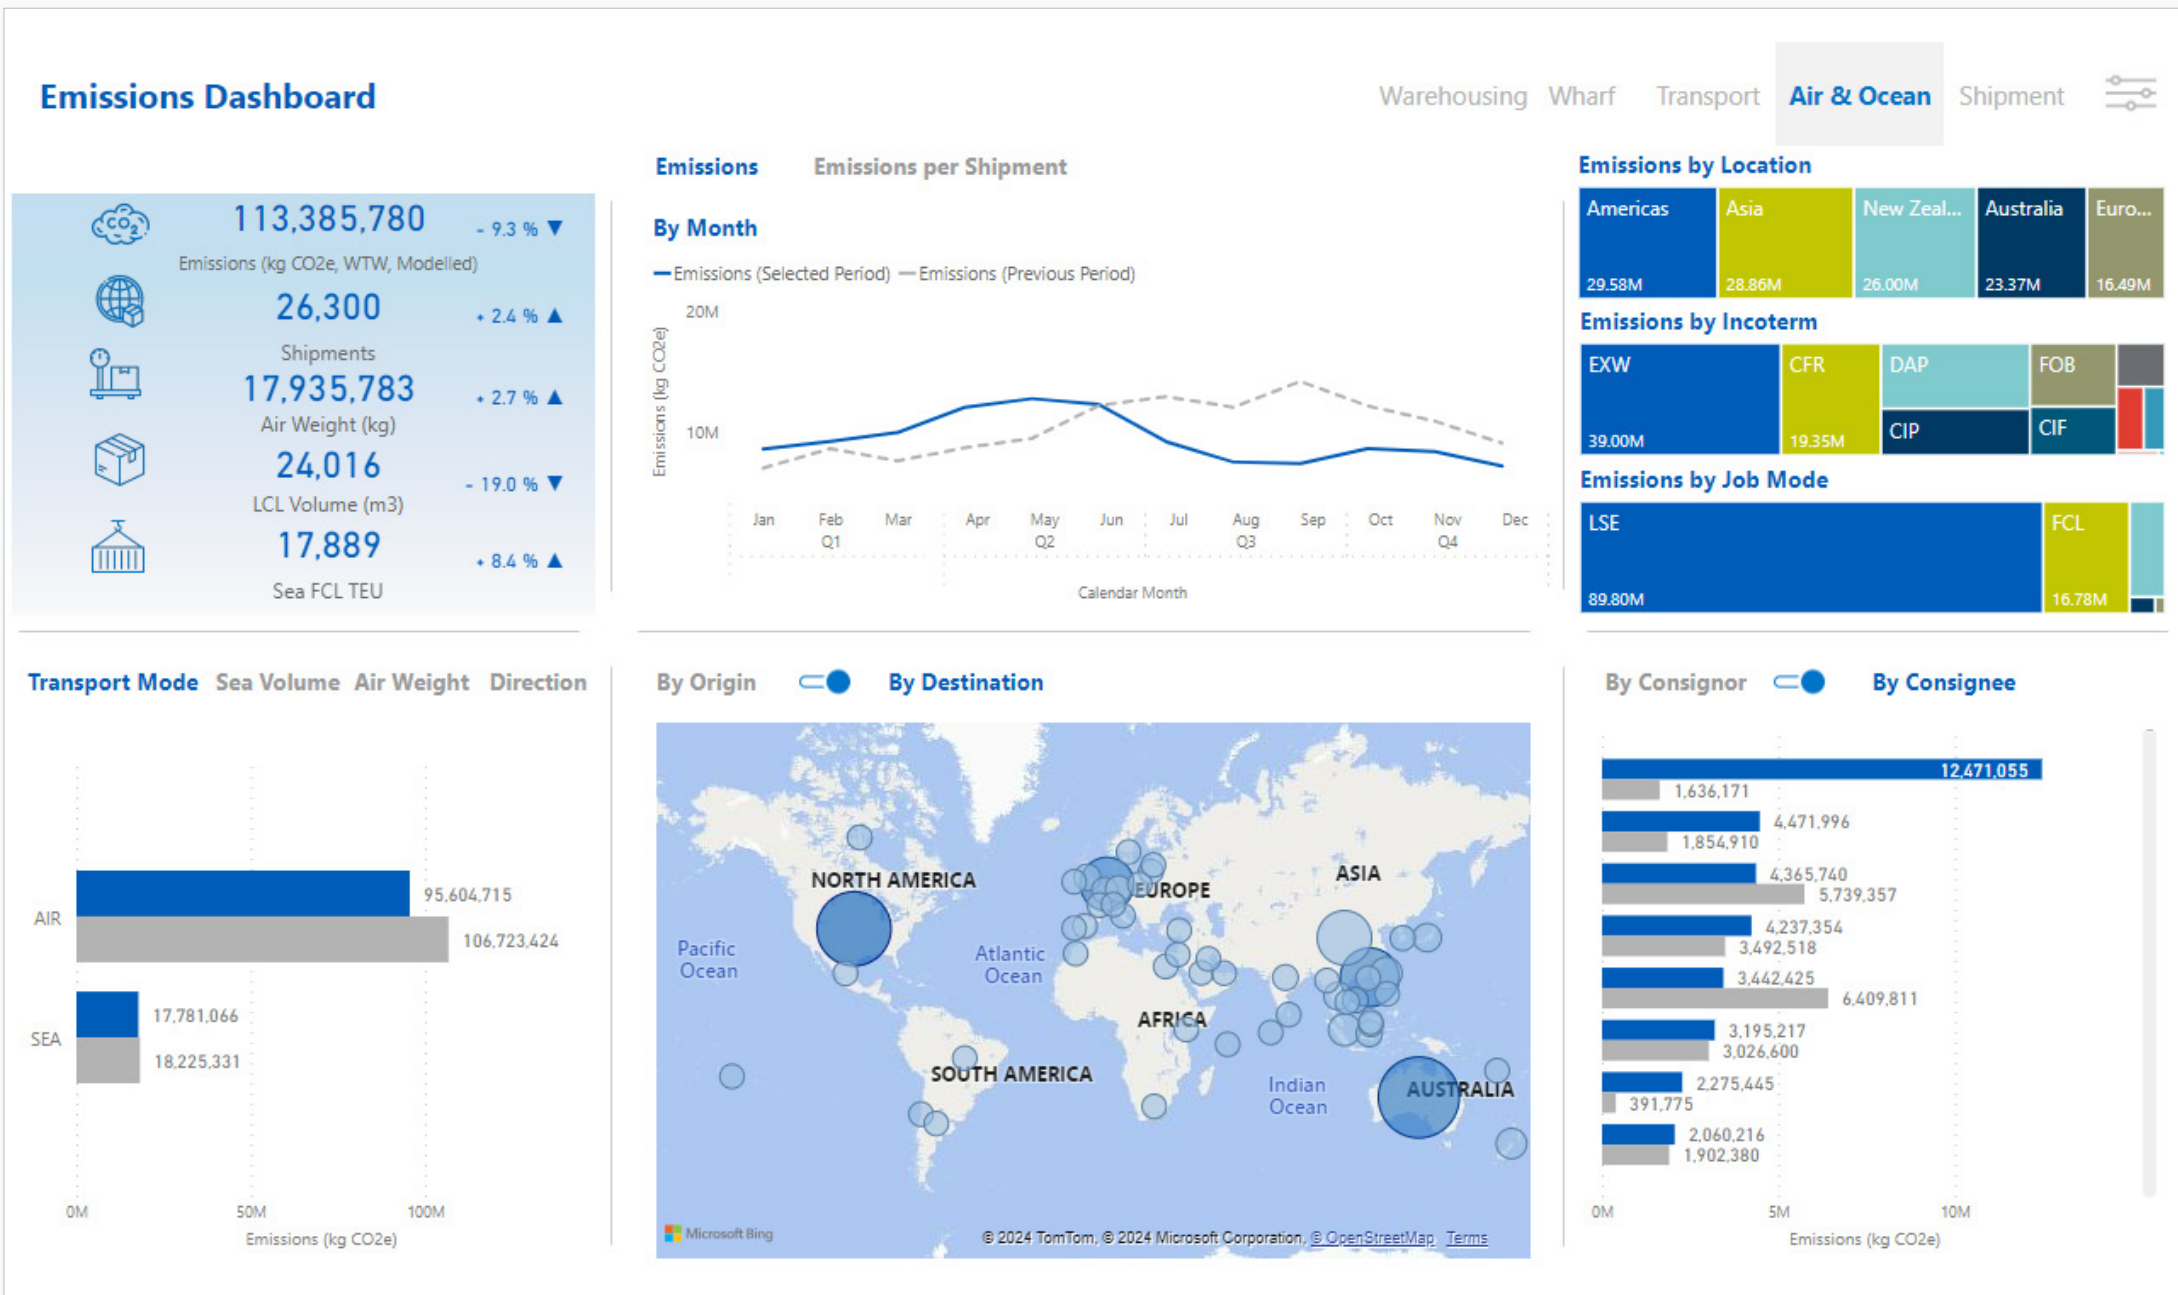 Emissions Dashboard
Warehousing Wharf Transport Air & Ocean Shipment
CO2
113,385,780 - 9.3 % ▼
Emissions (kg CO2e, WTW, Modelled)
26,300 + 2.4 % ▲
Shipments
17,935,783 + 2.7 % ▲
Air Weight (kg)
24,016 - 19.0 % ▼
LCL Volume (m3)
17,889 + 8.4 % ▲
Sea FCL TEU
Emissions Emissions per Shipment
By Month
Emissions (Selected Period) Emissions (Previous Period)
20M
10M
Emissions (kg CO2e)
Jan Feb Mar Apr May Jun Jul Aug Sep Oct Nov Dec
Q1 Q2 Q3 Q4
Calendar Month
Emissions by Location
Americas Asia New Zeal... Australia Euro...
29.58M 28.86M 26.00M 23.37M 16.49M
Emissions by Incoterm
EXW CFR DAP FOB
CIP CIF
39.00M 19.35M
Emissions by Job Mode
LSE FCL
89.80M 16.78M
Transport Mode Sea Volume Air Weight Direction
AIR
95,604,715
106,723,424
SEA
17,781,066
18,225,331
0M 50M 100M
Emissions (kg CO2e)
By Origin By Destination
NORTH AMERICA
EUROPE
ASIA
Pacific
Ocean
Atlantic
Ocean
AFRICA
SOUTH AMERICA
Indian
Ocean
AUSTRALIA
Microsoft Bing
© 2024 TomTom, © 2024 Microsoft Corporation, © OpenStreetMap Terms
By Consignor By Consignee
12,471,055
1,636,171
4,471,996
1,854,910
4,365,740
5,739,357
4,237,354
3,492,518
3,442,425
6,409,811
3,195,217
3,026,600
2,275,445
391,775
2,060,216
1,902,380
0M 5M 10M
Emissions (kg CO2e)